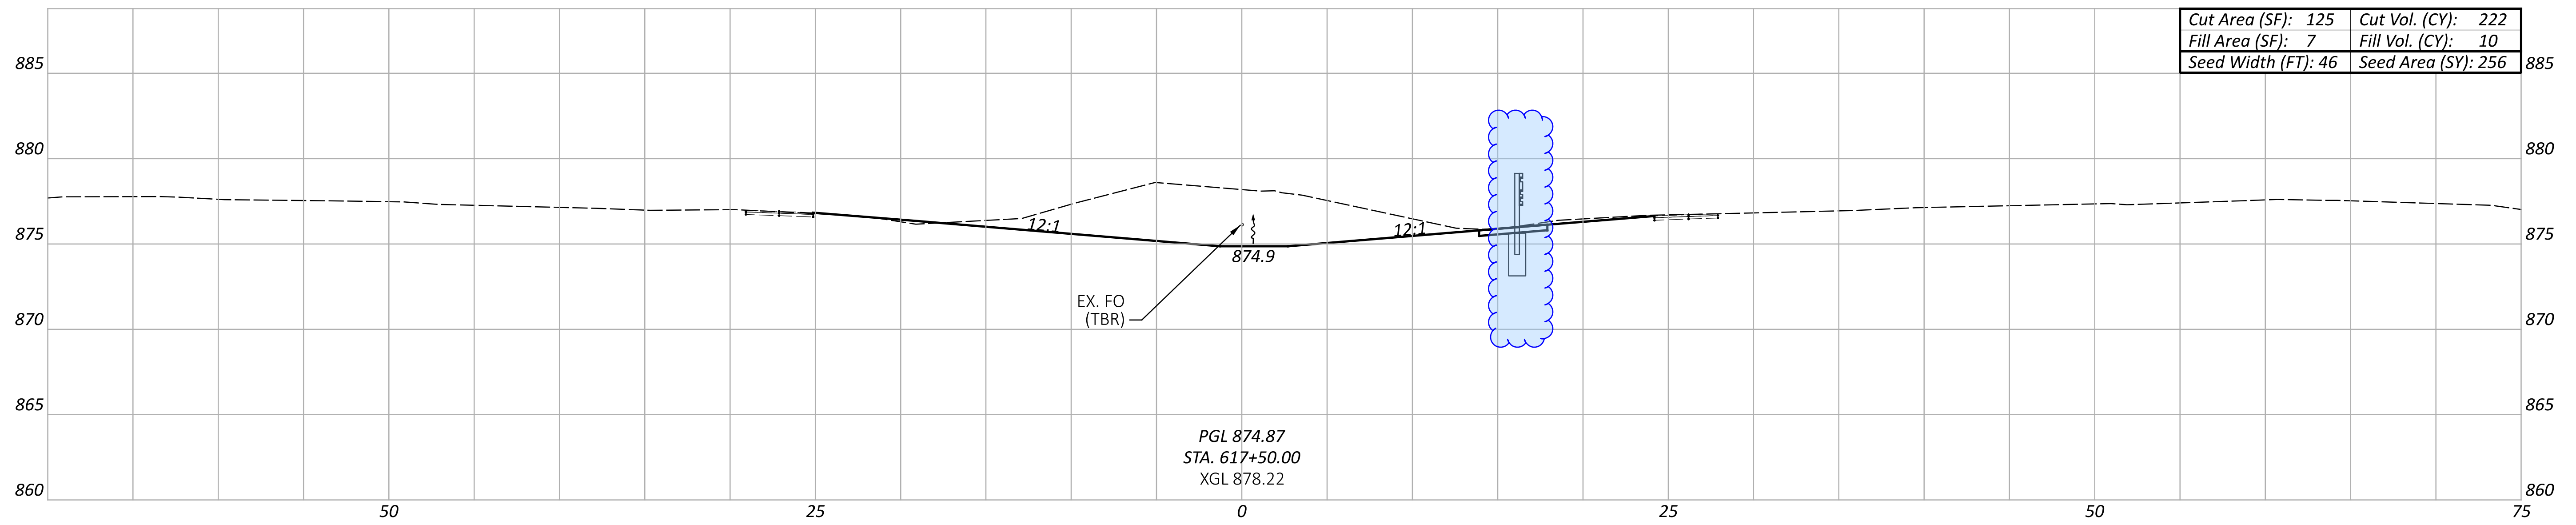 Cut Area (SF): 125 Cut Vol. (CY): 222
Fill Area (SF): 7 Fill Vol. (CY): 10
Seed Width (FT): 46 Seed Area (SY): 256
885 885
880 880
875 875
12:1 12:1
874.9
EX. FO
(TBR)
870 870
865 865
PGL 874.87
STA. 617+50.00
XGL 878.22
860 860
50 25 0 25 50 75